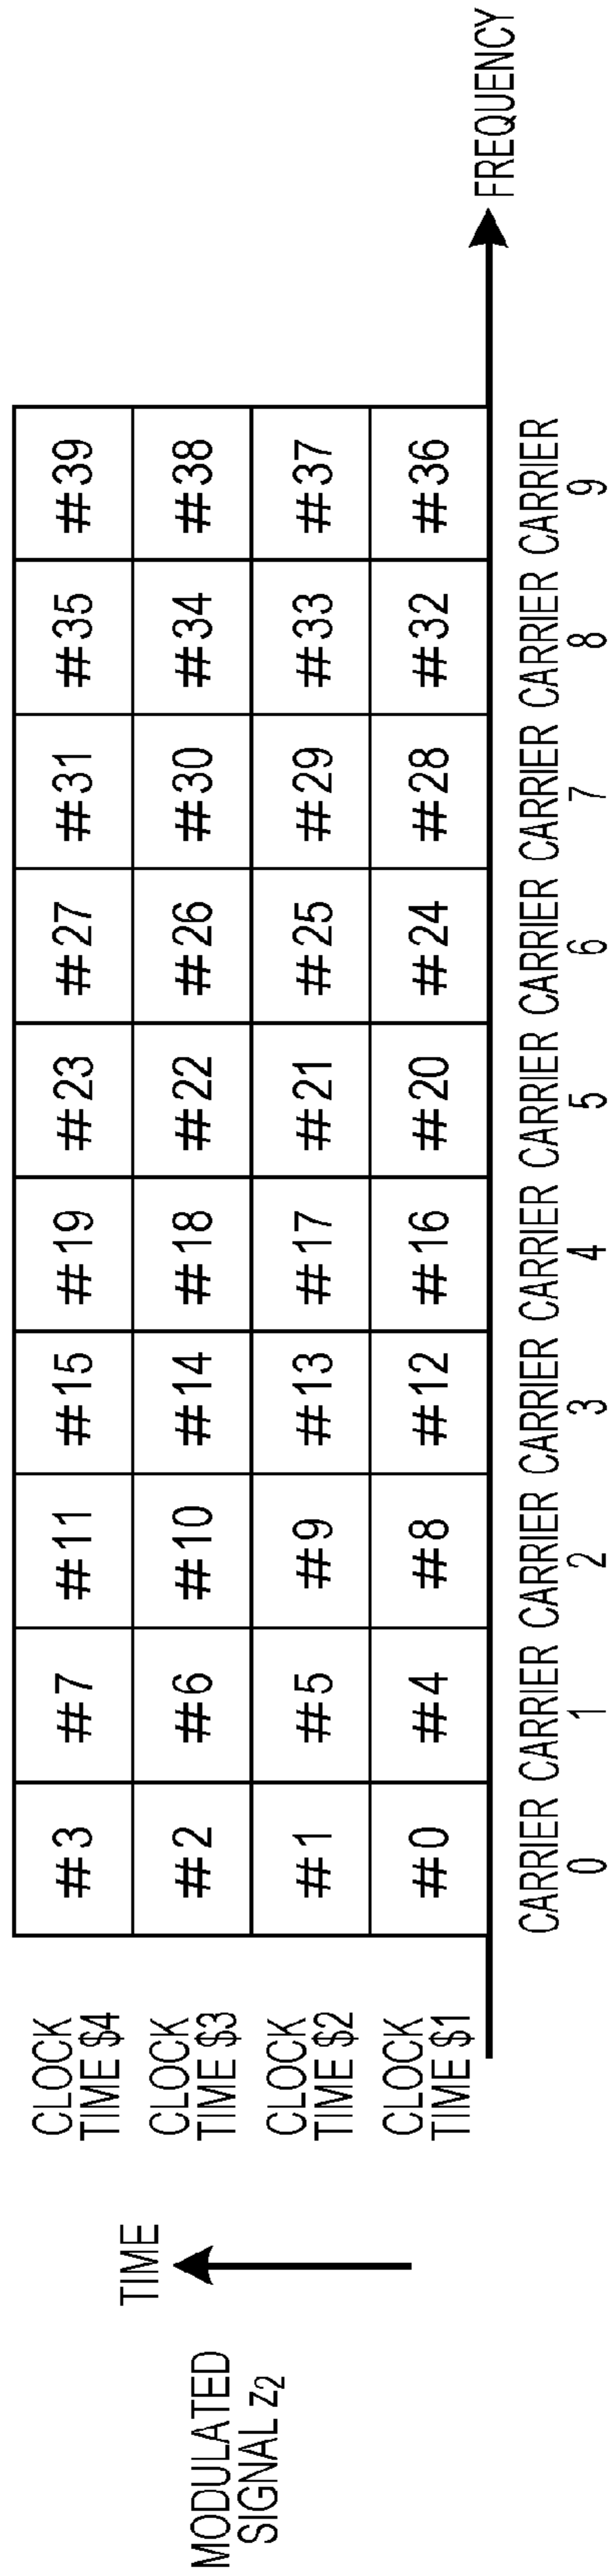 MODULATED
SIGNAL z2
TIME
CLOCK
TIME $4
#3 #7 #11 #15 #19 #23 #27 #31 #35 #39
CLOCK
TIME $3
#2 #6 #10 #14 #18 #22 #26 #30 #34 #38
CLOCK
TIME $2
#1 #5 #9 #13 #17 #21 #25 #29 #33 #37
CLOCK
TIME $1
#0 #4 #8 #12 #16 #20 #24 #28 #32 #36
FREQUENCY
CARRIER CARRIER CARRIER CARRIER CARRIER CARRIER CARRIER CARRIER CARRIER CARRIER
0 1 2 3 4 5 6 7 8 9